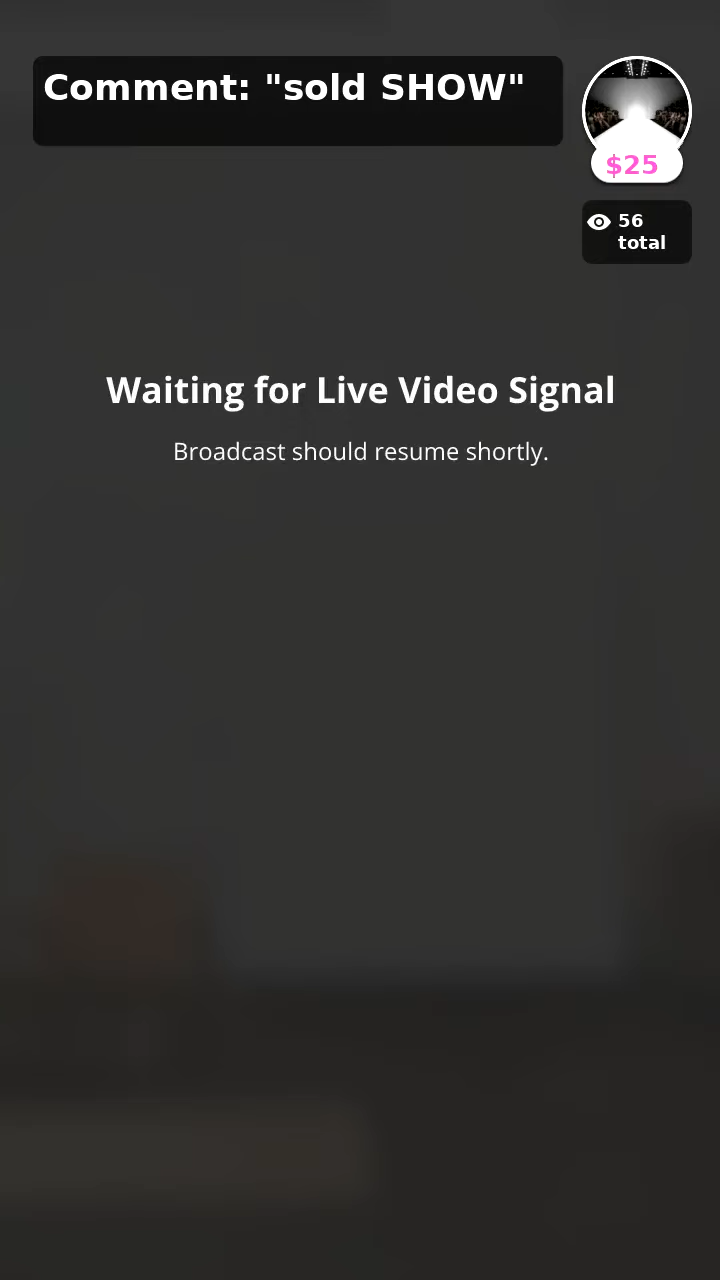 Comment: "sold SHOW"
$25
56
total
Waiting for Live Video Signal
Broadcast should resume shortly.